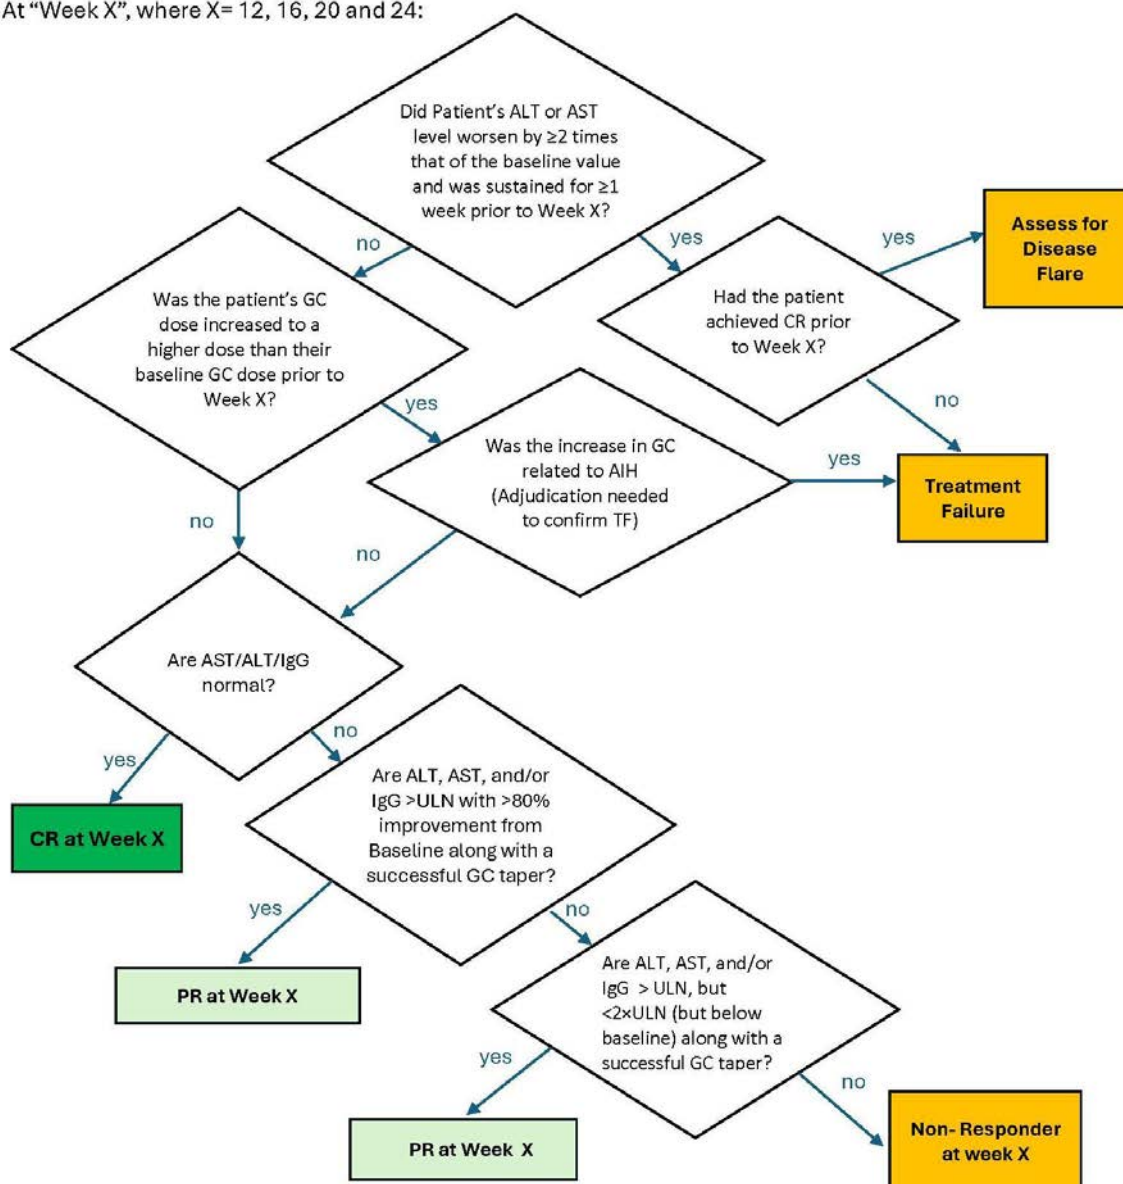 At “Week X”, where X= 12, 16, 20 and 24:
Did Patient’s ALT or AST
level worsen by ≥2 times
that of the baseline value
and was sustained for ≥1
week prior to Week X?
no
yes
Was the patient’s GC
dose increased to a
higher dose than their
baseline GC dose prior to
Week X?
Had the patient
achieved CR prior
to Week X?
yes
Assess for
Disease
Flare
no
yes
Was the increase in GC
related to AIH
(Adjudication needed
to confirm TF)
yes
Treatment
Failure
no
no
Are AST/ALT/IgG
normal?
yes
no
CR at Week X
Are ALT, AST, and/or
IgG >ULN with >80%
improvement from
Baseline along with a
successful GC taper?
yes
no
PR at Week X
Are ALT, AST, and/or
IgG > ULN, but
<2×ULN (but below
baseline) along with a
successful GC taper?
yes
no
PR at Week X
Non- Responder
at week X